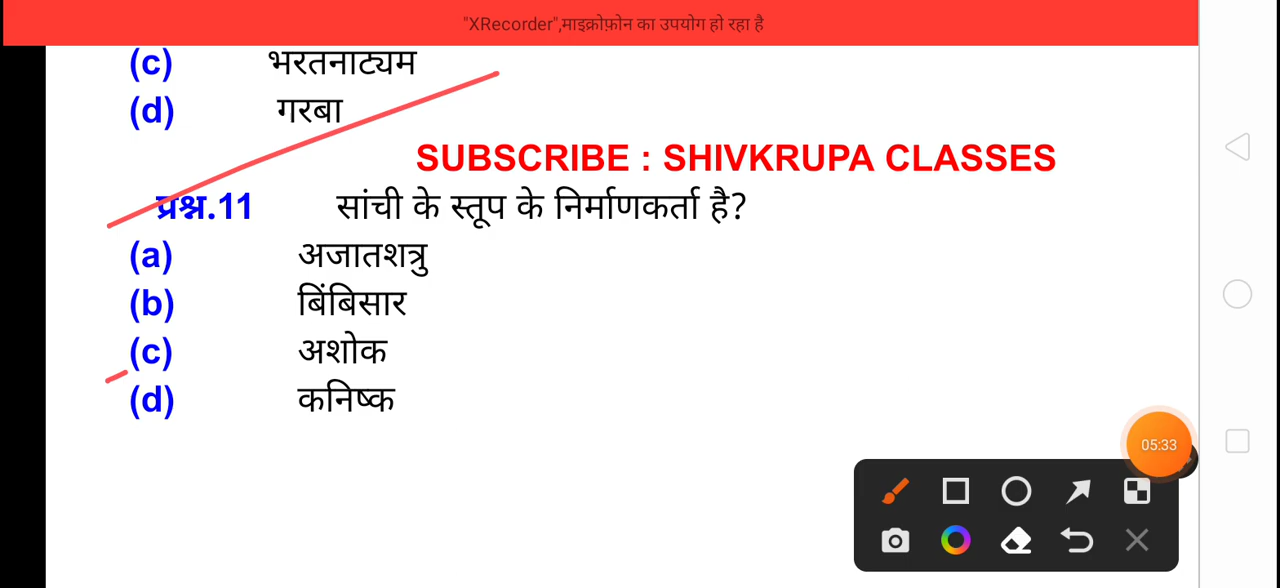 "XRecorder",माइक्रोफ़ोन का उपयोग हो रहा है
(c) भरतनाट्यम
(d) गरबा
SUBSCRIBE : SHIVKRUPA CLASSES
प्रश्न.11 सांची के स्तूप के निर्माणकर्ता है?
(a) अजातशत्रु
(b) बिंबिसार
(c) अशोक
(d) कनिष्क
05:33